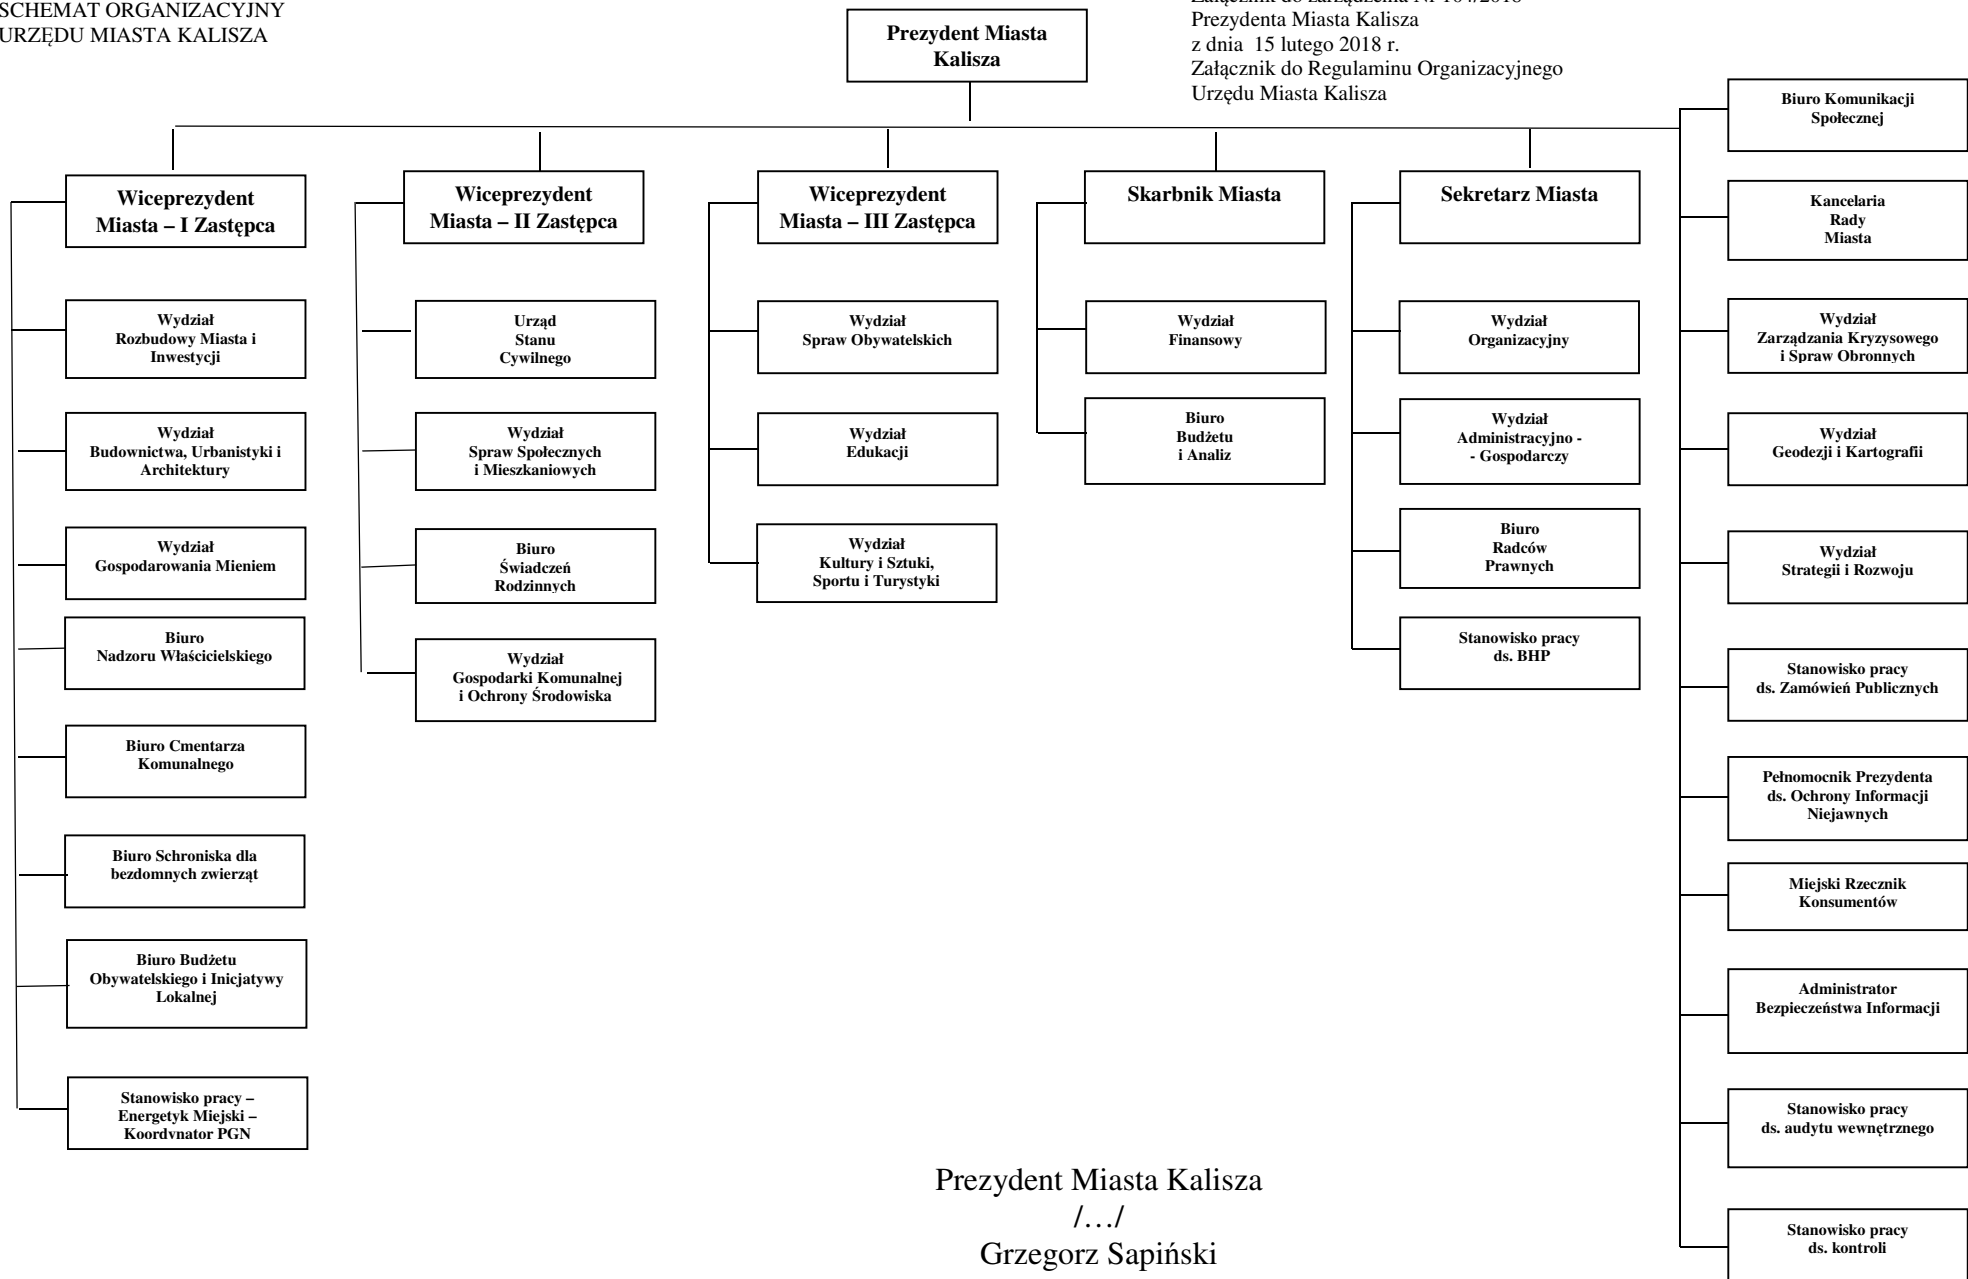 SCHEMAT ORGANIZACYJNY
URZĘDU MIASTA KALISZA
Załącznik do zarządzenia Nr 104/2018
Prezydenta Miasta Kalisza
z dnia 15 lutego 2018 r.
Załącznik do Regulaminu Organizacyjnego
Urzędu Miasta Kalisza
Prezydent Miasta
Kalisza
Wiceprezydent
Miasta – I Zastępca
Wydział
Rozbudowy Miasta i
Inwestycji
Wydział
Budownictwa, Urbanistyki i
Architektury
Wydział
Gospodarowania Mieniem
Biuro
Nadzoru Właścicielskiego
Biuro Cmentarza
Komunalnego
Biuro Schroniska dla
bezdomnych zwierząt
Biuro Budżetu
Obywatelskiego i Inicjatywy
Lokalnej
Stanowisko pracy –
Energetyk Miejski –
Koordynator PGN
Wiceprezydent
Miasta – II Zastępca
Urząd
Stanu
Cywilnego
Wydział
Spraw Społecznych
i Mieszkaniowych
Biuro
Świadczeń
Rodzinnych
Wydział
Gospodarki Komunalnej
i Ochrony Środowiska
Wiceprezydent
Miasta – III Zastępca
Wydział
Spraw Obywatelskich
Wydział
Edukacji
Wydział
Kultury i Sztuki,
Sportu i Turystyki
Skarbnik Miasta
Wydział
Finansowy
Biuro
Budżetu
i Analiz
Sekretarz Miasta
Wydział
Organizacyjny
Wydział
Administracyjno -
- Gospodarczy
Biuro
Radców
Prawnych
Stanowisko pracy
ds. BHP
Biuro Komunikacji
Społecznej
Kancelaria
Rady
Miasta
Wydział
Zarządzania Kryzysowego
i Spraw Obronnych
Wydział
Geodezji i Kartografii
Wydział
Strategii i Rozwoju
Stanowisko pracy
ds. Zamówień Publicznych
Pełnomocnik Prezydenta
ds. Ochrony Informacji
Niejawnych
Miejski Rzecznik
Konsumentów
Administrator
Bezpieczeństwa Informacji
Stanowisko pracy
ds. audytu wewnętrznego
Stanowisko pracy
ds. kontroli
Prezydent Miasta Kalisza
/…/
Grzegorz Sapiński